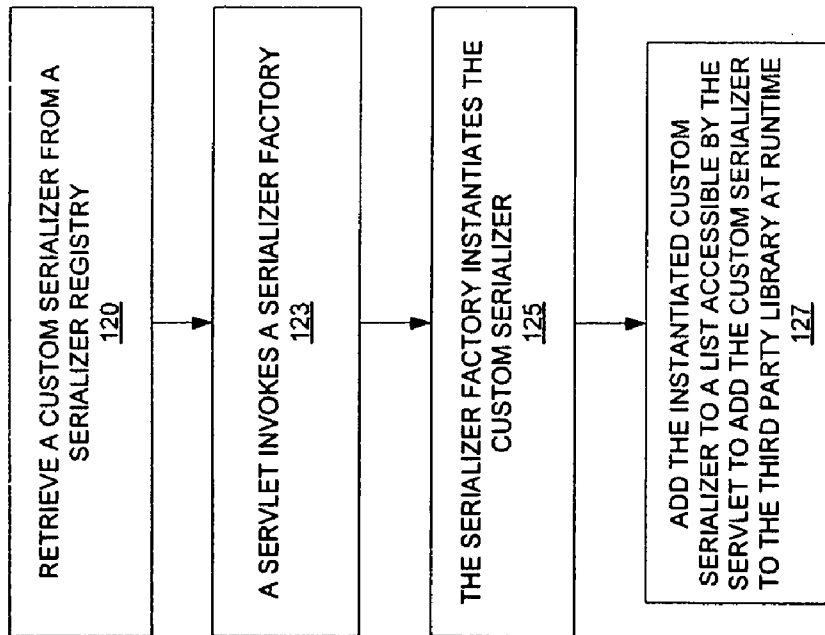 RETRIEVE A CUSTOM SERIALIZER FROM A
SERIALIZER REGISTRY
120
A SERVLET INVOKES A SERIALIZER FACTORY
123
THE SERIALIZER FACTORY INSTANTIATES THE
CUSTOM SERIALIZER
125
ADD THE INSTANTIATED CUSTOM
SERIALIZER TO A LIST ACCESSIBLE BY THE
SERVLET TO ADD THE CUSTOM SERIALIZER
TO THE THIRD PARTY LIBRARY AT RUNTIME
127